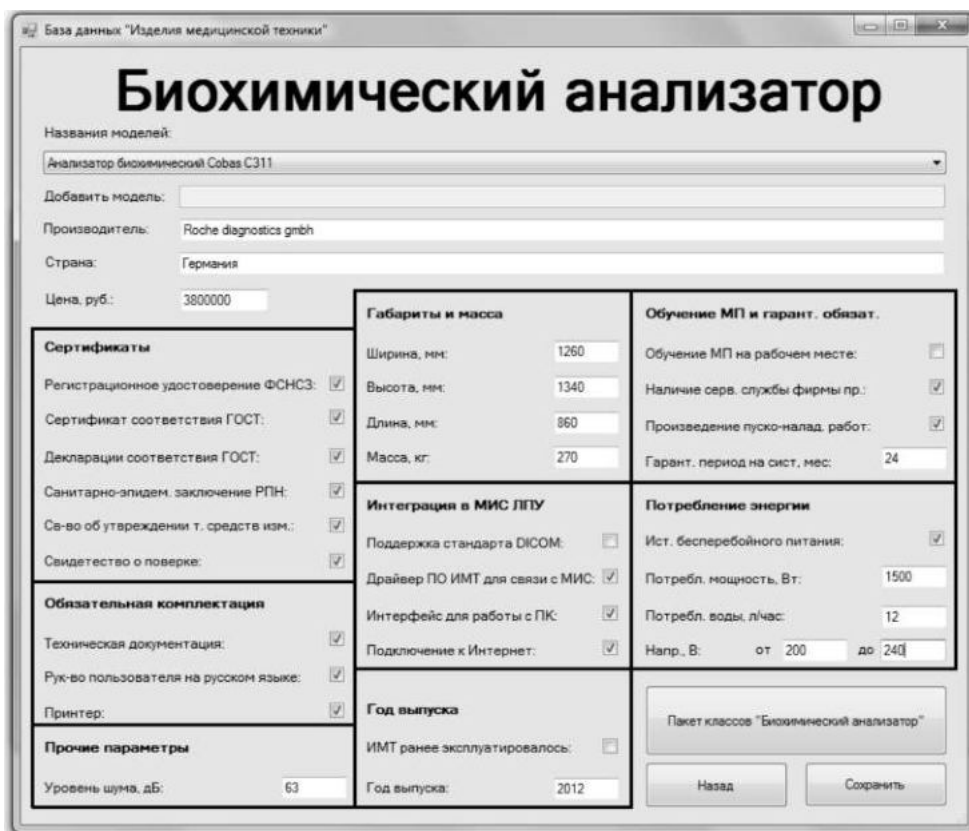 База данных "Изделия медицинской техники"
Биохимический анализатор
Названия моделей:
Анализатор биохимический Cobas C311
Добавить модель:
Производитель: Roche diagnostics gmbh
Страна: Германия
Цена, руб.: 3800000
Сертификаты
Регистрационное удостоверение ФСНСЗ:
Сертификат соответствия ГОСТ:
Декларации соответствия ГОСТ:
Санитарно-эпидем. заключение РПН:
Св-во об утвреждении т. средств изм.:
Свидетество о поверке:
Обязательная комплектация
Техническая документация:
Рук-во пользователя на русском языке:
Принтер:
Прочие параметры
Уровень шума, дБ: 63
Габариты и масса
Ширина, мм: 1260
Высота, мм: 1340
Длина, мм: 860
Масса, кг: 270
Интеграция в МИС ЛПУ
Поддержка стандарта DICOM:
Драйвер ПО ИМТ для связи с МИС:
Интерфейс для работы с ПК:
Подключение к Интернет:
Год выпуска
ИМТ ранее эксплуатировалось:
Год выпуска: 2012
Обучение МП и гарант. обязат.
Обучение МП на рабочем месте:
Наличие серв. службы фирмы пр.:
Произведение пуско-налад. работ:
Гарант. период на сист, мес: 24
Потребление энергии
Ист. бесперебойного питания:
Потребл. мощность, Вт: 1500
Потребл. воды, л/час: 12
Напр., В: от 200 до 240
Пакет классов "Биохимический анализатор"
Назад Сохранить